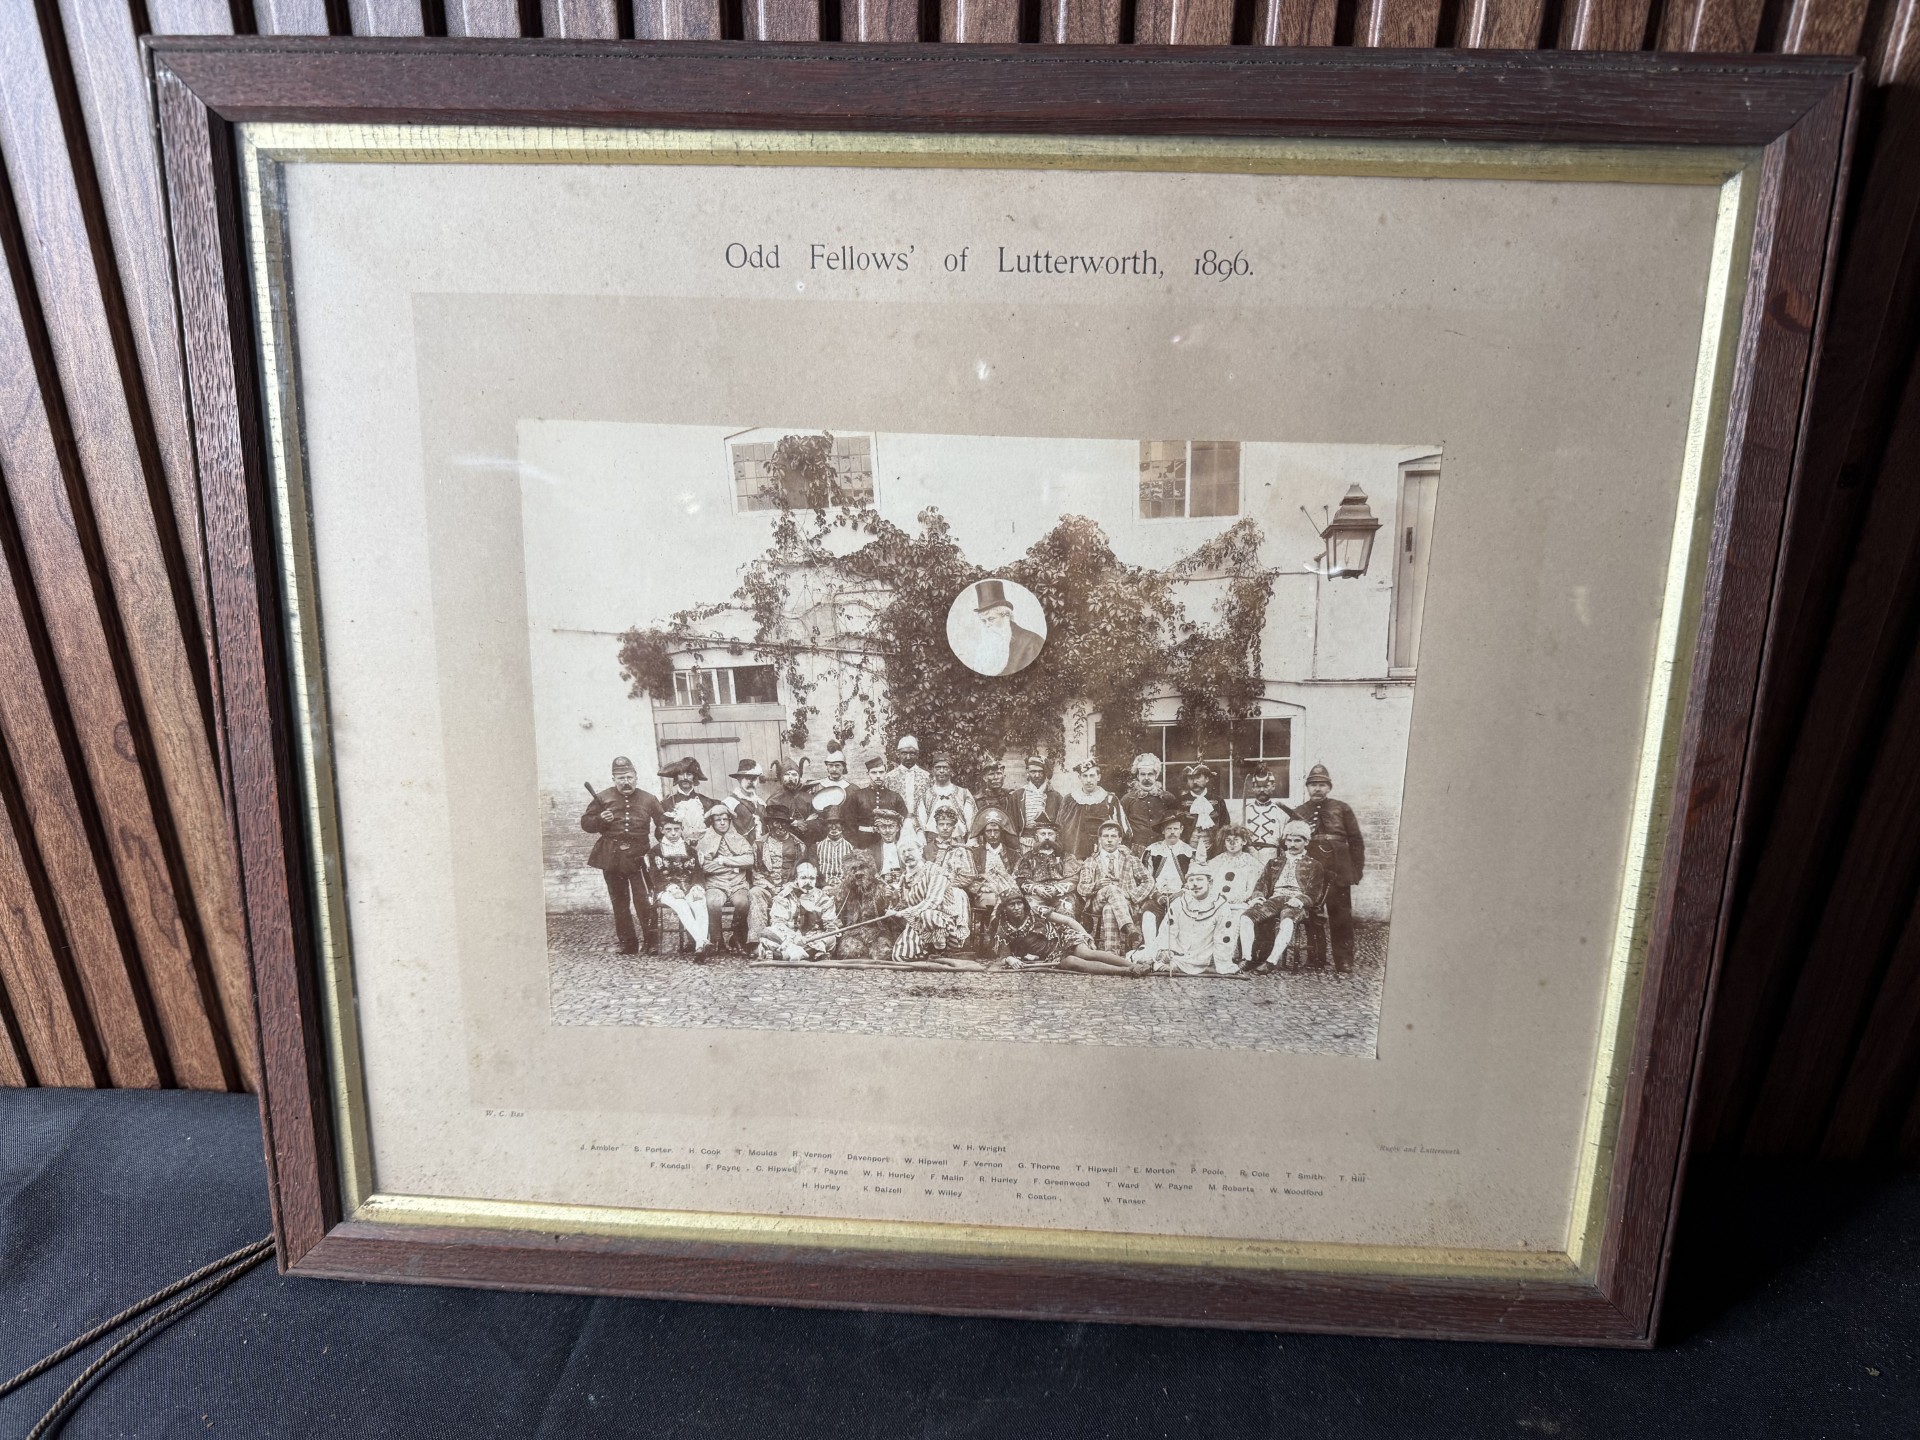 Odd Fellows' of Lutterworth, 1896.
W. C. 
W. H. Wright
J. Ambler S. Porter H. Cook T. Moulds R. Vernon Davenport W. Hipwell F. Vernon G. Thorne T. Hipwell E. Morton P. Poole R. Cole T. Smith T. Hill
F. Kendall F. Payne C. Hipwell T. Payne W. H. Hurley F. Malin R. Hurley F. Greenwood T. Ward W. Payne M. Roberts W. Woodford
H. Hurley K. Dalzell W. Willey R. Coaton W. Tanser
and Lutterworth